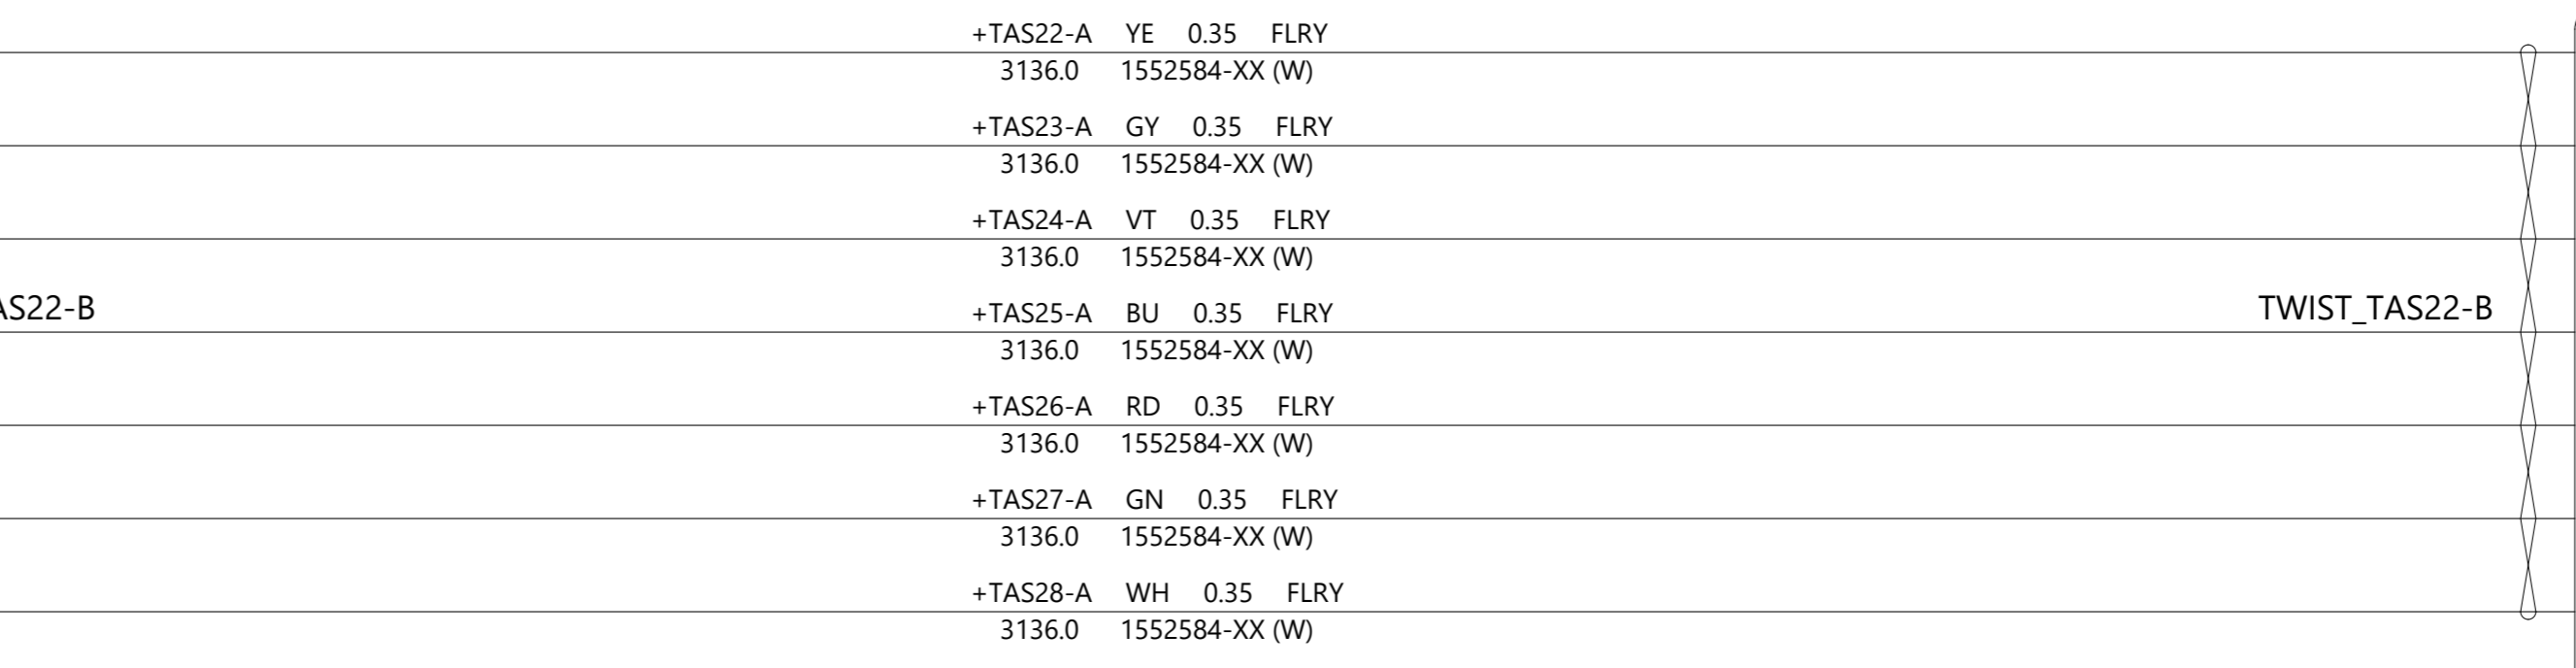 +TAS22-A YE 0.35 FLRY
3136.0 1552584-XX (W)
+TAS23-A GY 0.35 FLRY
3136.0 1552584-XX (W)
+TAS24-A VT 0.35 FLRY
3136.0 1552584-XX (W)
AS22-B +TAS25-A BU 0.35 FLRY TWIST_TAS22-B
3136.0 1552584-XX (W)
+TAS26-A RD 0.35 FLRY
3136.0 1552584-XX (W)
+TAS27-A GN 0.35 FLRY
3136.0 1552584-XX (W)
+TAS28-A WH 0.35 FLRY
3136.0 1552584-XX (W)